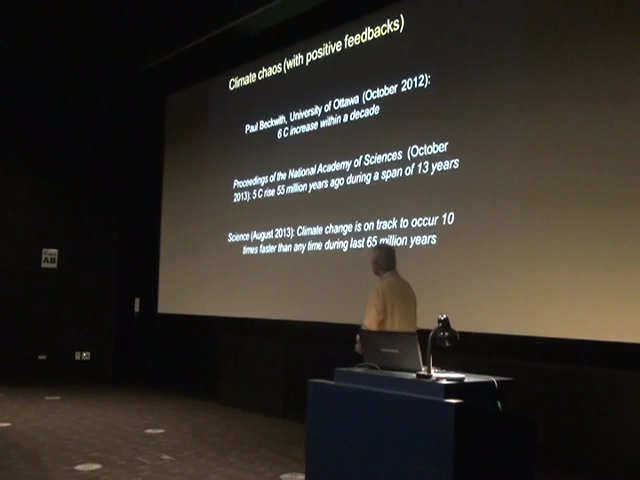 Climate chaos (with positive feedbacks)
Paul Beckwith, University of Ottawa (October 2012):
6 C increase within a decade
Proceedings of the National Academy of Sciences (October
2013): 5 C rise 55 million years ago during a span of 13 years
Science (August 2013): Climate change is on track to occur 10
times faster than any time during last 65 million years
AB